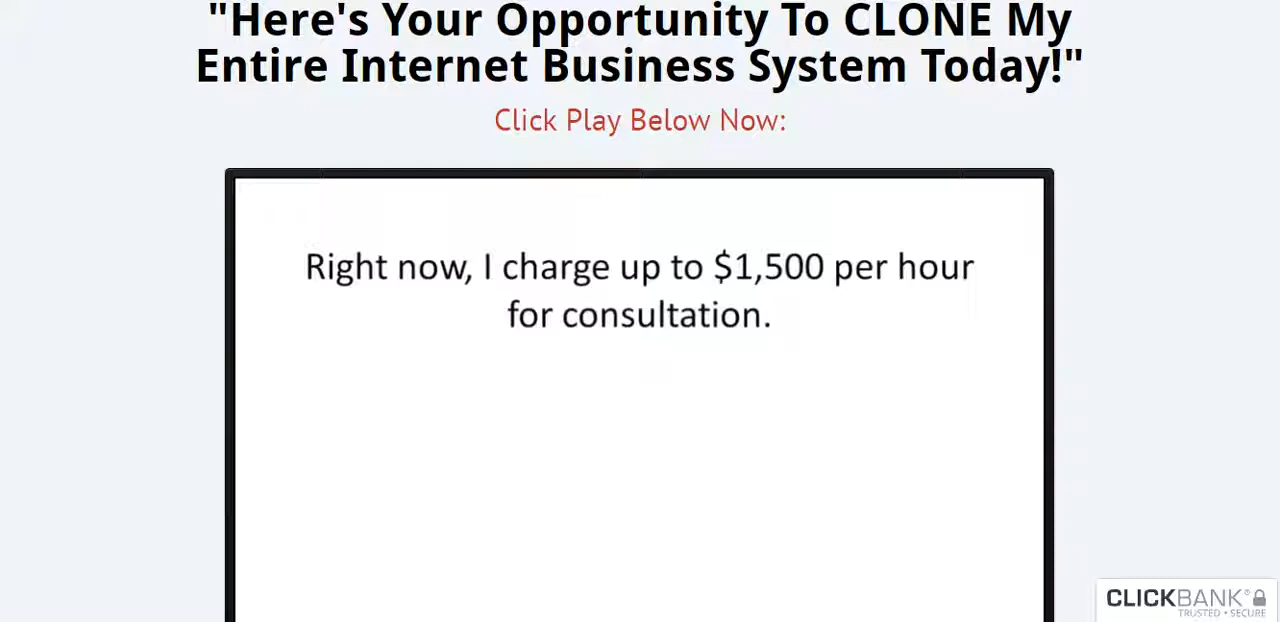 "Here's Your Opportunity To CLONE My
Entire Internet Business System Today!"
Click Play Below Now:
Right now, I charge up to $1,500 per hour
for consultation.
CLICKBANK®
TRUSTED • SECURE